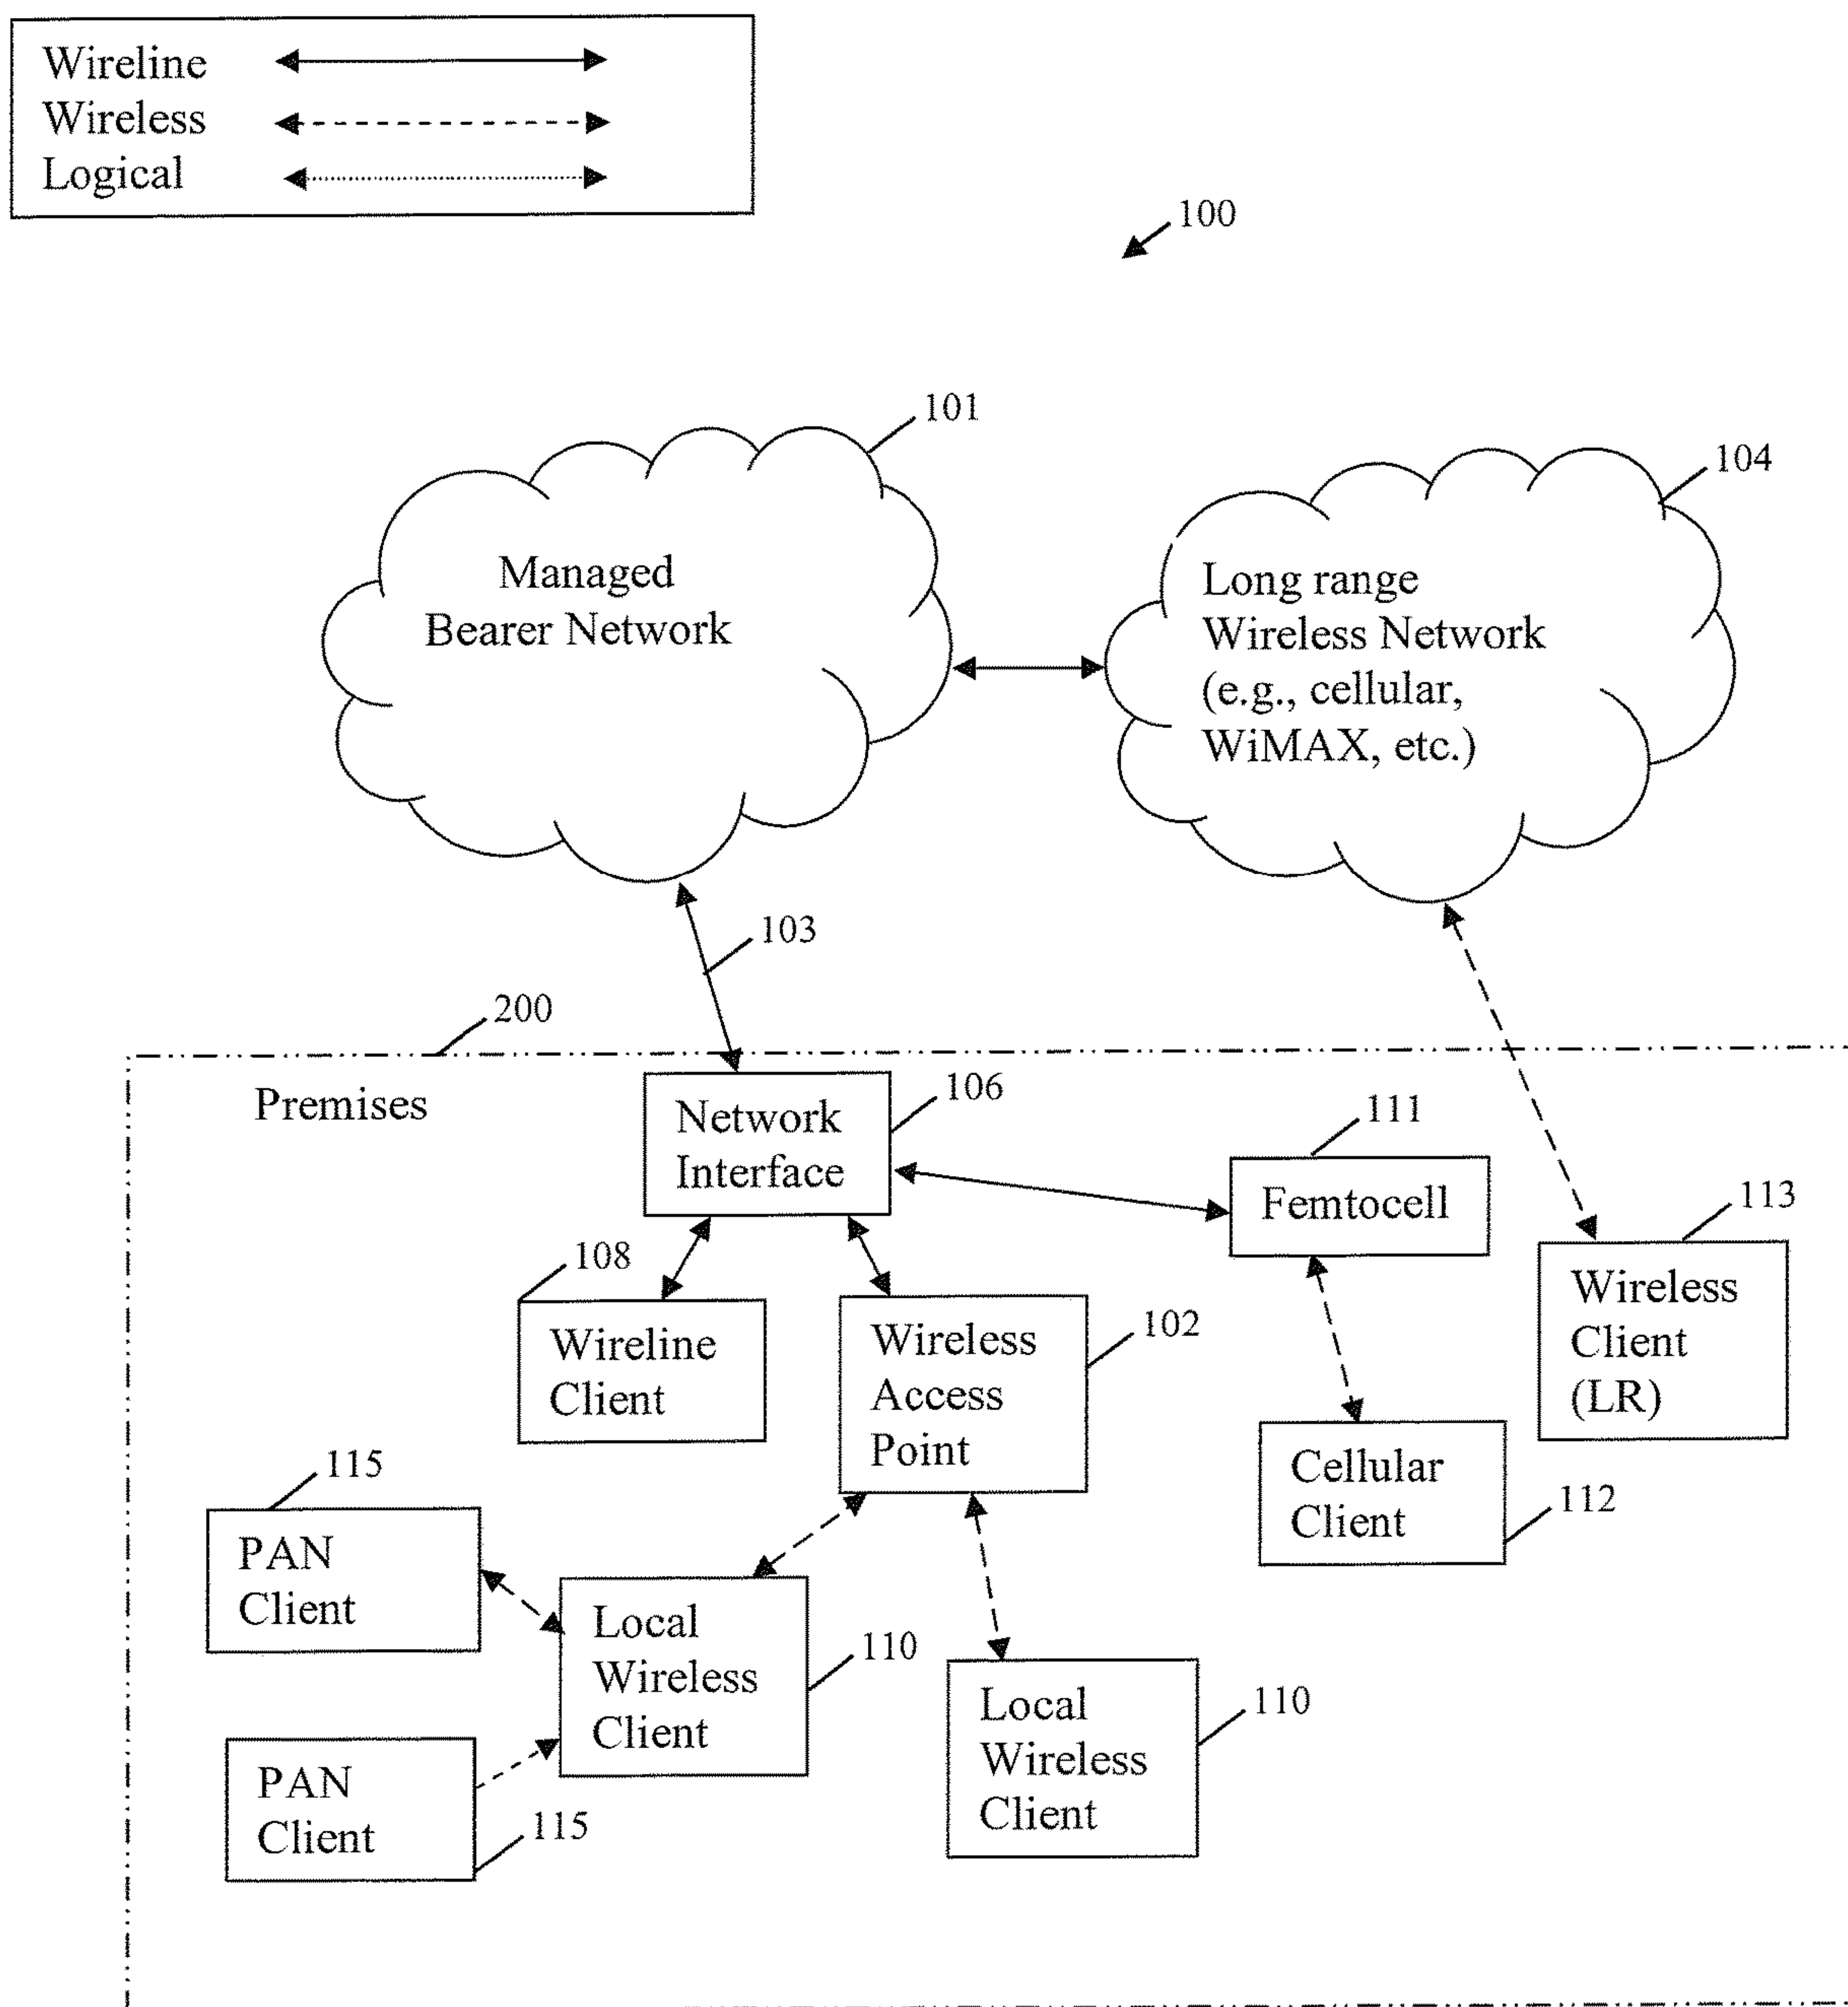 Wireline
Wireless
Logical
100
101
104
Managed
Bearer Network
Long range
Wireless Network
(e.g., cellular,
WiMAX, etc.)
103
200
Premises
106
Network
Interface
111
Femtocell
113
Wireless
Client
(LR)
108
Wireline
Client
102
Wireless
Access
Point
Cellular
Client
112
115
PAN
Client
Local
Wireless
Client
110
Local
Wireless
Client
110
PAN
Client
115